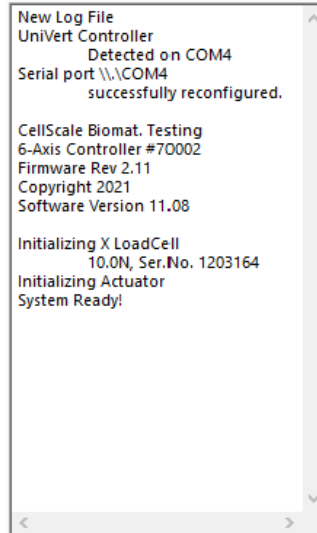 New Log File
UniVert Controller
Detected on COM4
Serial port \\.\COM4
successfully reconfigured.
CellScale Biomat. Testing
6-Axis Controller #70002
Firmware Rev 2.11
Copyright 2021
Software Version 11.08
Initializing X LoadCell
10.0N, Ser.No. 1203164
Initializing Actuator
System Ready!